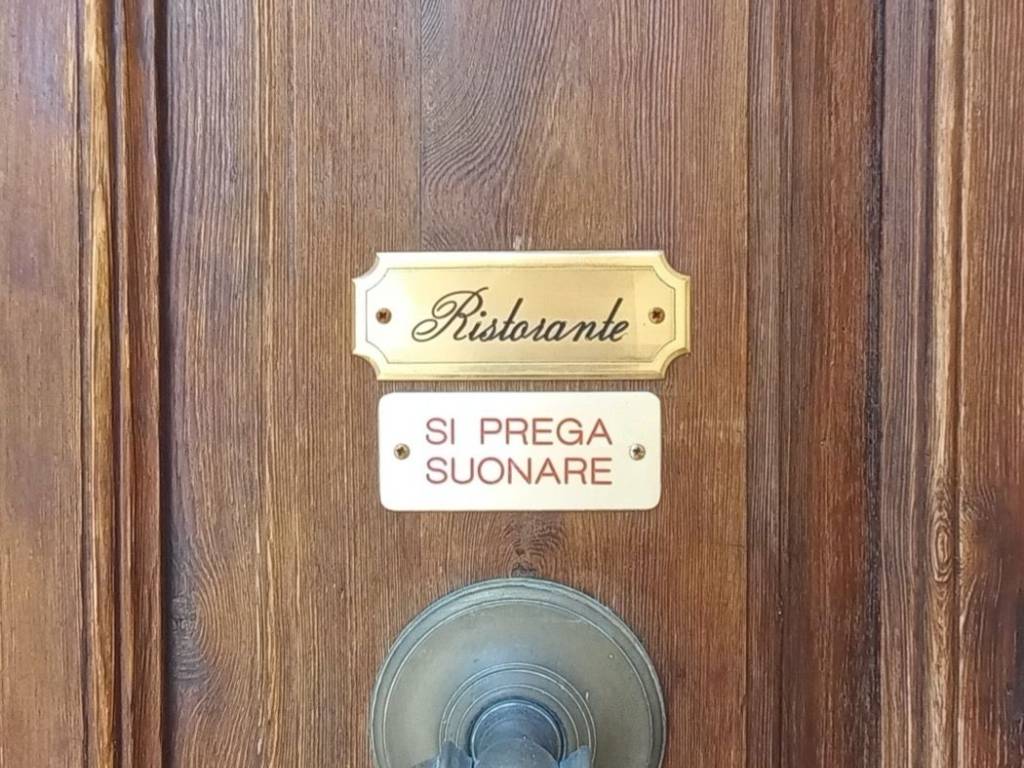 Ristorante
SI PREGA
SUONARE